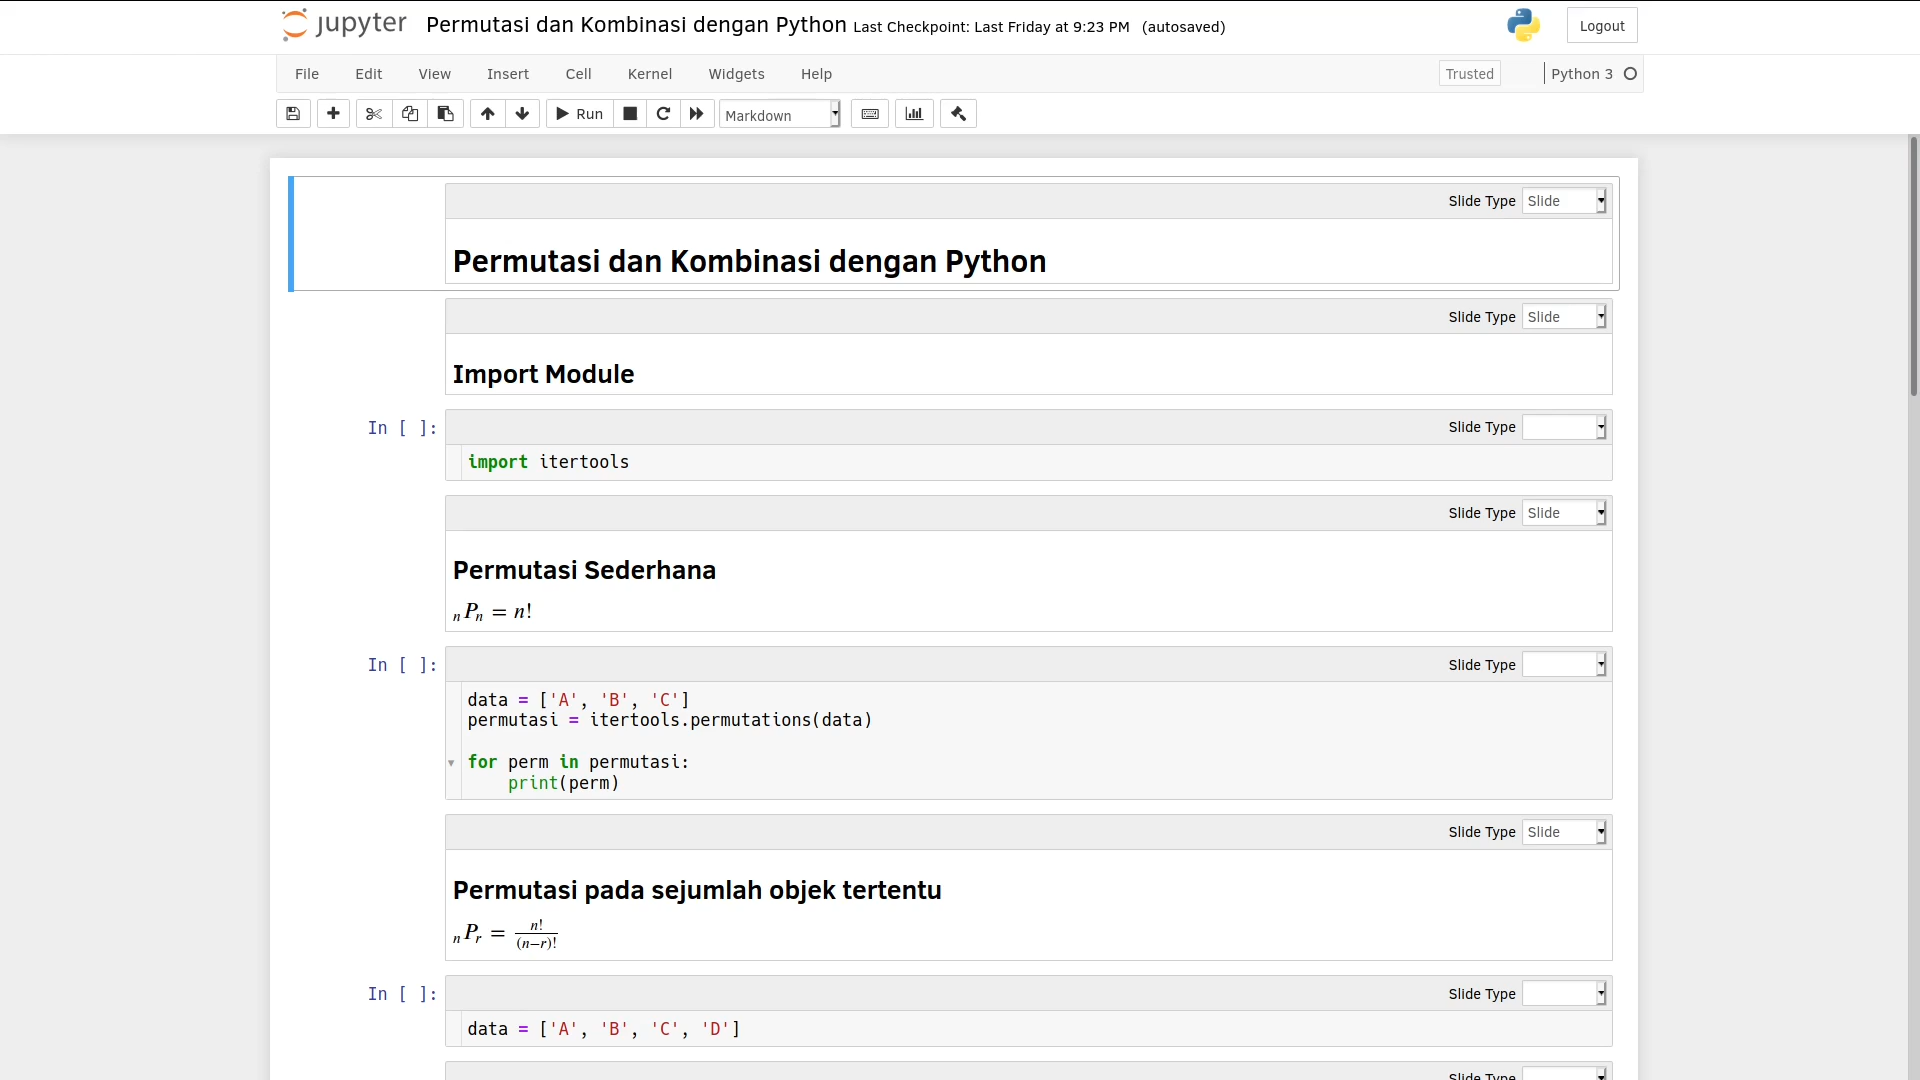 jupyter Permutasi dan Kombinasi dengan Python Last Checkpoint: Last Friday at 9:23 PM (autosaved) Logout
File Edit View Insert Cell Kernel Widgets Help Trusted Python 3
Run Markdown
Slide Type Slide
Permutasi dan Kombinasi dengan Python
Slide Type Slide
Import Module
In [ ]: Slide Type
import itertools
Slide Type Slide
Permutasi Sederhana
ₙPₙ = n!
In [ ]: Slide Type
data = ['A', 'B', 'C']
permutasi = itertools.permutations(data)
for perm in permutasi:
    print(perm)
Slide Type Slide
Permutasi pada sejumlah objek tertentu
ₙPᵣ = n!/(n−r)!
In [ ]: Slide Type
data = ['A', 'B', 'C', 'D']
Slide Type